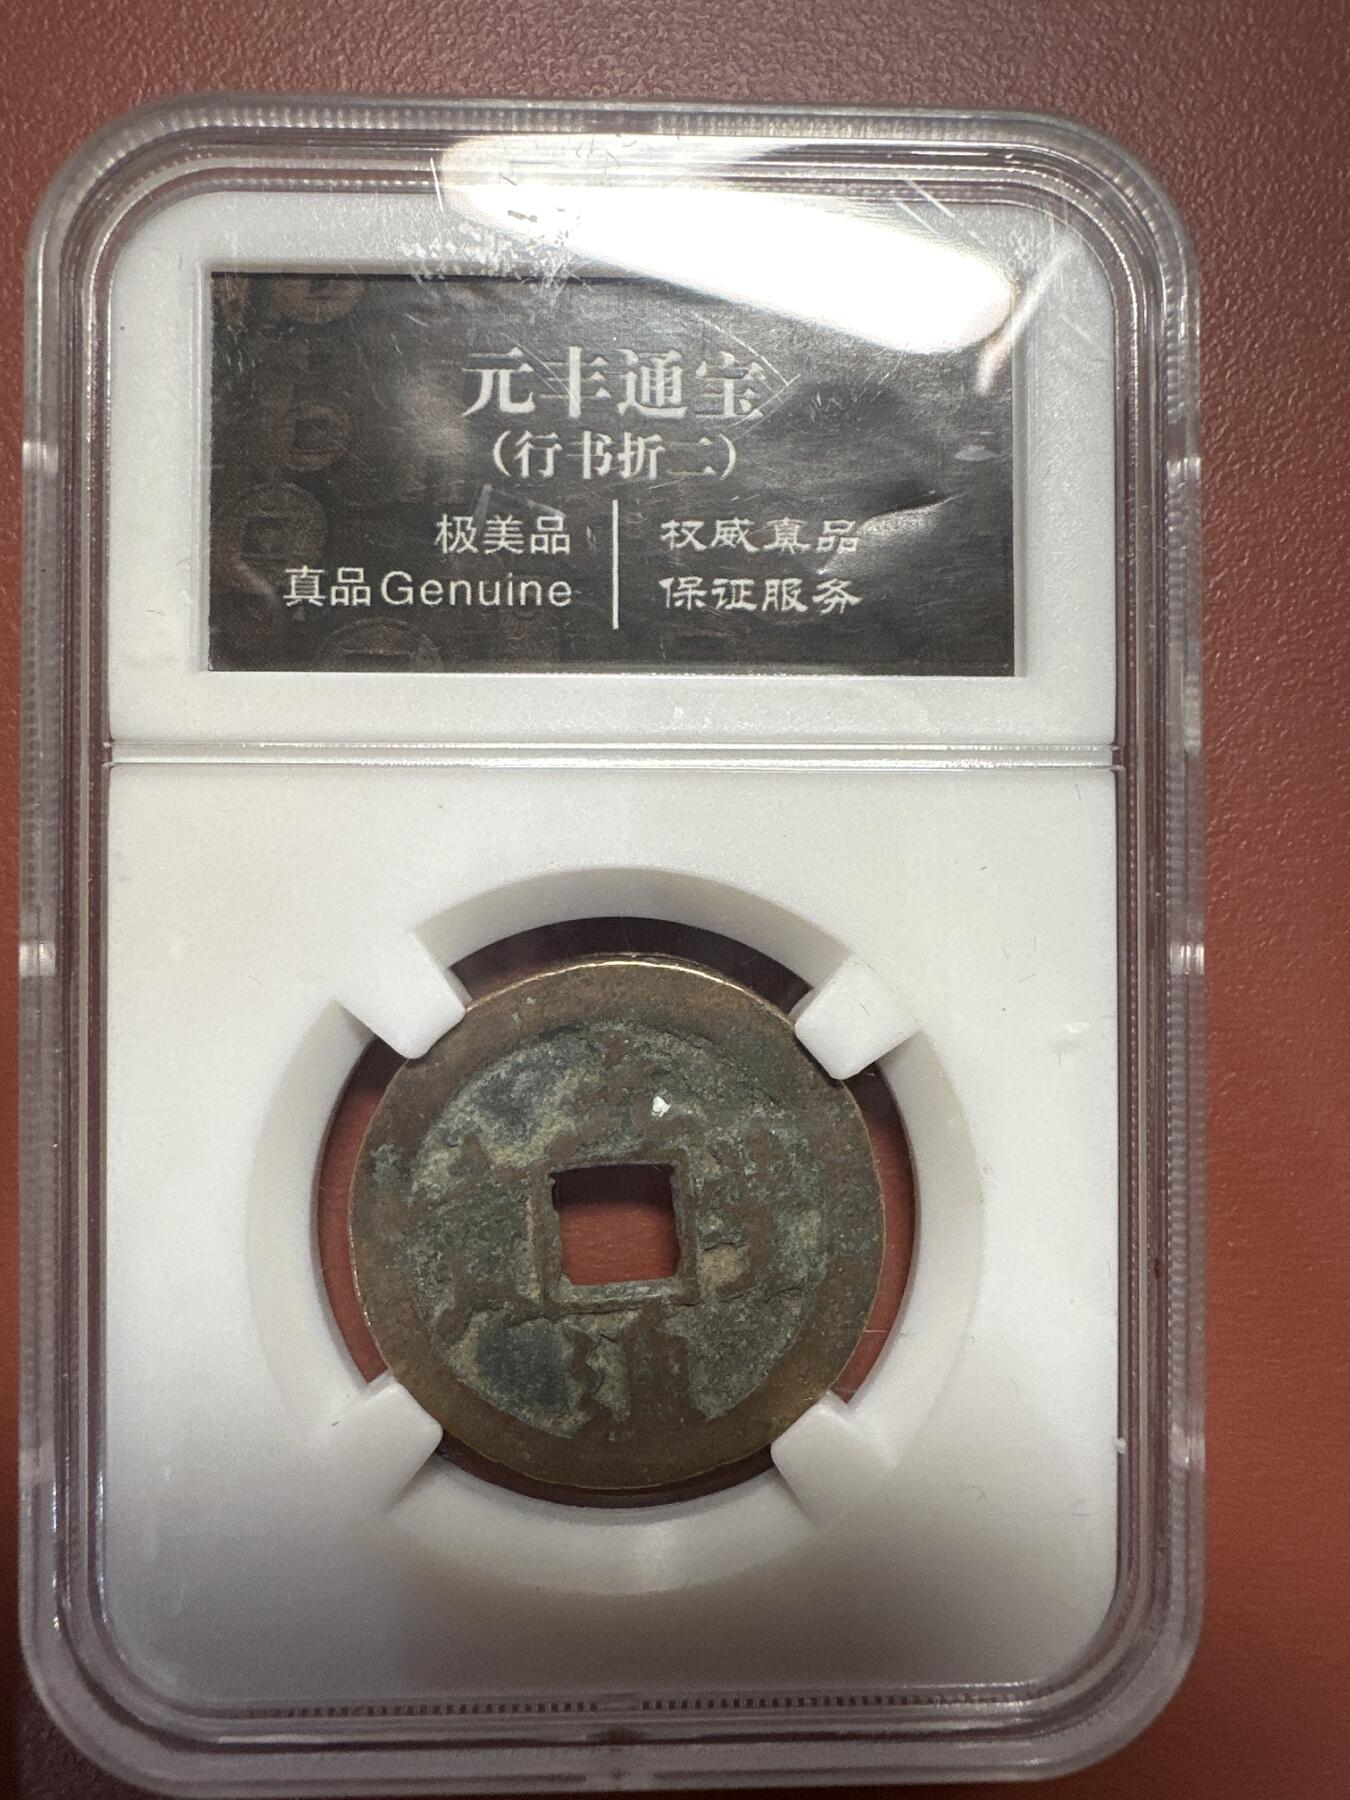 元丰通宝
（行书折二）
极美品
真品Genuine
权威真品
保证服务